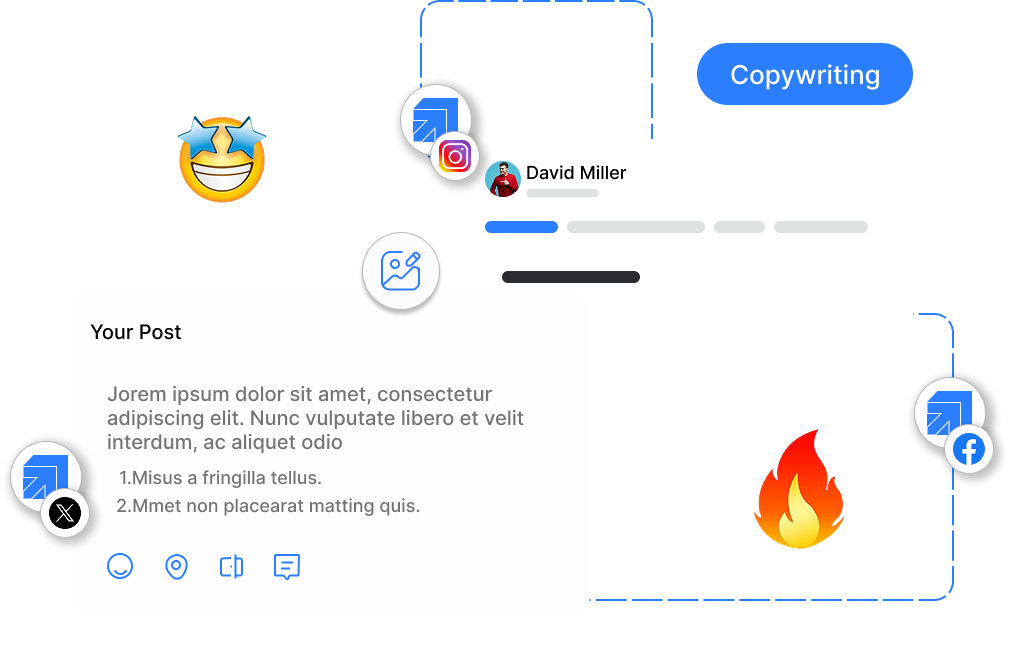 Copywriting
David Miller
Your Post
Jorem ipsum dolor sit amet, consectetur
adipiscing elit. Nunc vulputate libero et velit
interdum, ac aliquet odio
1.Misus a fringilla tellus.
2.Mmet non placearat matting quis.